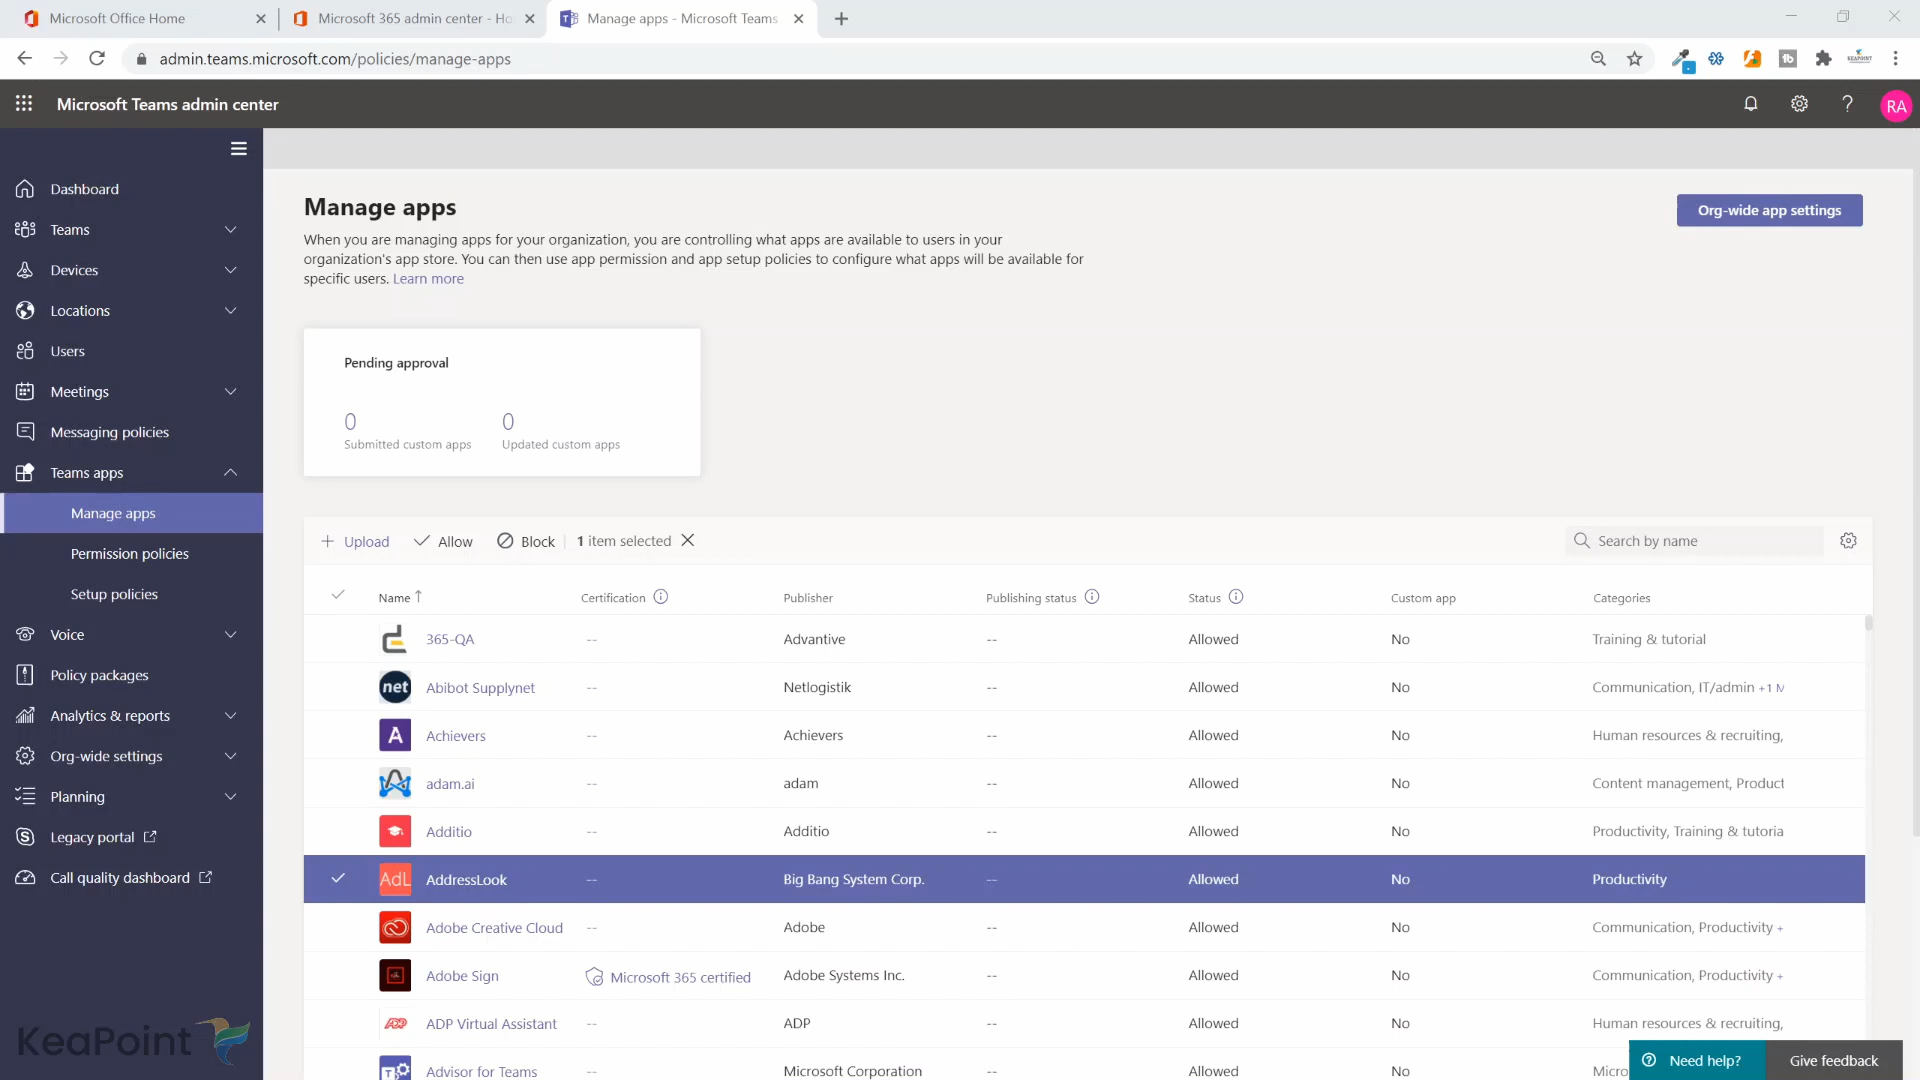 Microsoft Office Home
Microsoft 365 admin center - Ho
Manage apps - Microsoft Teams
admin.teams.microsoft.com/policies/manage-apps
Microsoft Teams admin center
RA
Dashboard
Teams
Devices
Locations
Users
Meetings
Messaging policies
Teams apps
Manage apps
Permission policies
Setup policies
Voice
Policy packages
Analytics & reports
Org-wide settings
Planning
Legacy portal
Call quality dashboard
KeaPoint
Manage apps
Org-wide app settings
When you are managing apps for your organization, you are controlling what apps are available to users in your
organization's app store. You can then use app permission and app setup policies to configure what apps will be available for
specific users. Learn more
Pending approval
0 0
Submitted custom apps Updated custom apps
Upload Allow Block 1 item selected Search by name
Name Certification Publisher Publishing status Status Custom app Categories
365-QA -- Advantive -- Allowed No Training & tutorial
net Abibot Supplynet -- Netlogistik -- Allowed No Communication, IT/admin +1 M
A Achievers -- Achievers -- Allowed No Human resources & recruiting,
adam.ai -- adam -- Allowed No Content management, Product
Additio -- Additio -- Allowed No Productivity, Training & tutoria
AdL AddressLook -- Big Bang System Corp. -- Allowed No Productivity
Adobe Creative Cloud -- Adobe -- Allowed No Communication, Productivity +
Adobe Sign Microsoft 365 certified Adobe Systems Inc. -- Allowed No Communication, Productivity +
ADP ADP Virtual Assistant -- ADP -- Allowed No Human resources & recruiting,
Advisor for Teams -- Microsoft Corporation -- Allowed No Micro
Need help? Give feedback